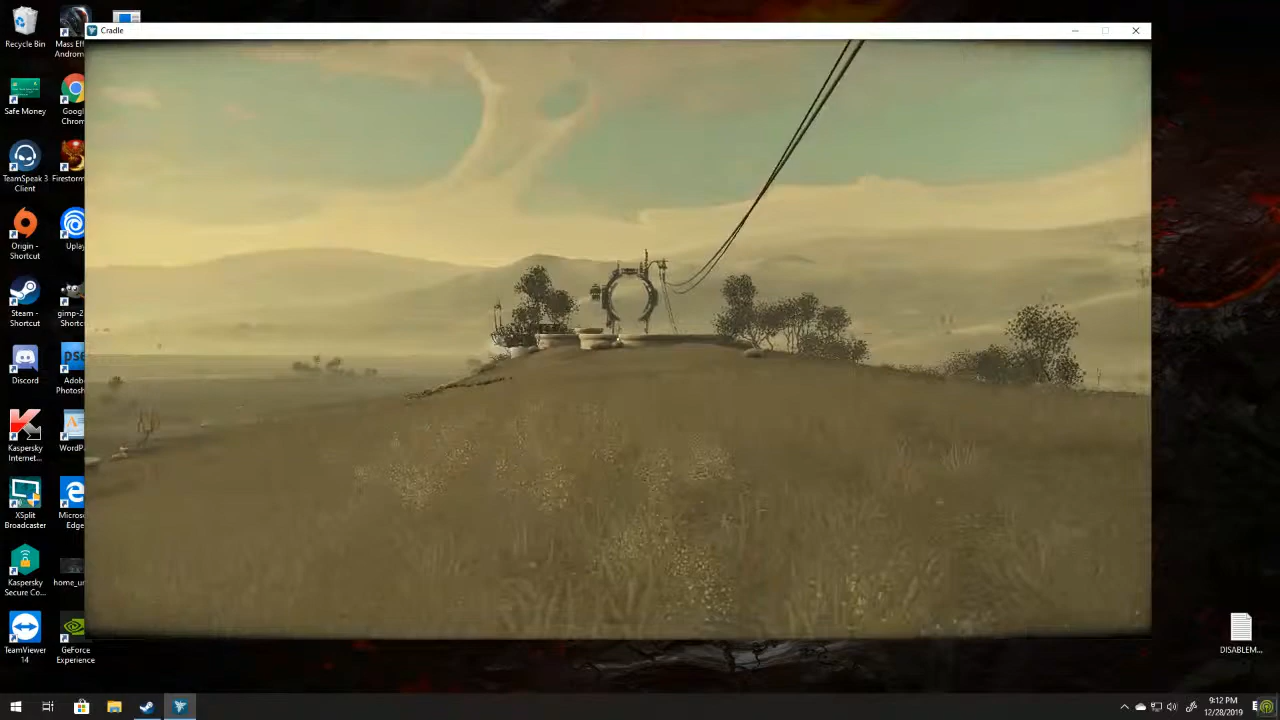 Cradle
Recycle Bin
Mass Ef...
Androm...
Safe Money
Googl
Chrom
TeamSpeak 3
Client
Firestorm
Origin -
Shortcut
Uplay
Steam -
Shortcut
gimp-2
Shortc
Discord
Adob
Photosh
Kaspersky
Internet...
WordP
XSplit
Broadcaster
Micros
Edge
Kaspersky
Secure Co...
home_un
TeamViewer
14
GeForce
Experience
DISABLEM...
9:12 PM
12/28/2019